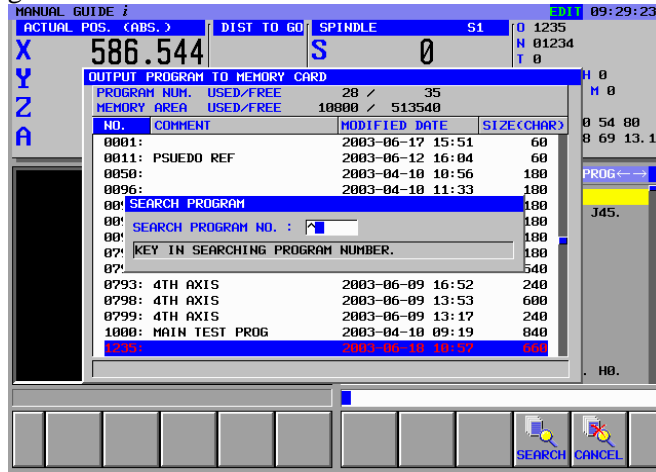 MANUAL GUIDE i EDIT 09:29:23
ACTUAL POS. (ABS.) DIST TO GO SPINDLE S1 O 1235
X 586.544 S 0 N 01234
T 0
Y H 0
M 0
Z
A
0 54 80
8 69 13.1
OUTPUT PROGRAM TO MEMORY CARD
PROGRAM NUM. USED/FREE 28 / 35
MEMORY AREA USED/FREE 10800 / 513540
NO. COMMENT MODIFIED DATE SIZE(CHAR)
0001: 2003-06-17 15:51 60
0011: PSUEDO REF 2003-06-12 16:04 60
0050: 2003-04-10 10:56 180
0096: 2003-04-10 11:33 180
PROG←→
00 180
J45.
00 180
180
07 180
07 540
SEARCH PROGRAM
SEARCH PROGRAM NO. : ^
KEY IN SEARCHING PROGRAM NUMBER.
0793: 4TH AXIS 2003-06-09 16:52 240
0798: 4TH AXIS 2003-06-09 13:53 600
0799: 4TH AXIS 2003-06-09 13:17 240
1000: MAIN TEST PROG 2003-04-10 09:19 840
1235: 2003-06-18 18:57 660
. H0.
SEARCH CANCEL